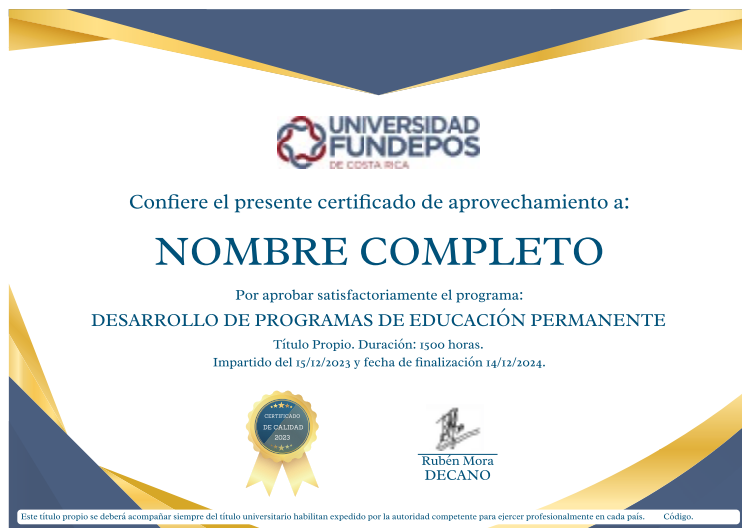 UNIVERSIDAD
FUNDEPOS
DE COSTA RICA
Confiere el presente certificado de aprovechamiento a:
NOMBRE COMPLETO
Por aprobar satisfactoriamente el programa:
DESARROLLO DE PROGRAMAS DE EDUCACIÓN PERMANENTE
Título Propio. Duración: 1500 horas.
Impartido del 15/12/2023 y fecha de finalización 14/12/2024.
CERTIFICADO
DE CALIDAD
2023
Rubén Mora
DECANO
Este título propio se deberá acompañar siempre del título universitario habilitan expedido por la autoridad competente para ejercer profesionalmente en cada país. Código.